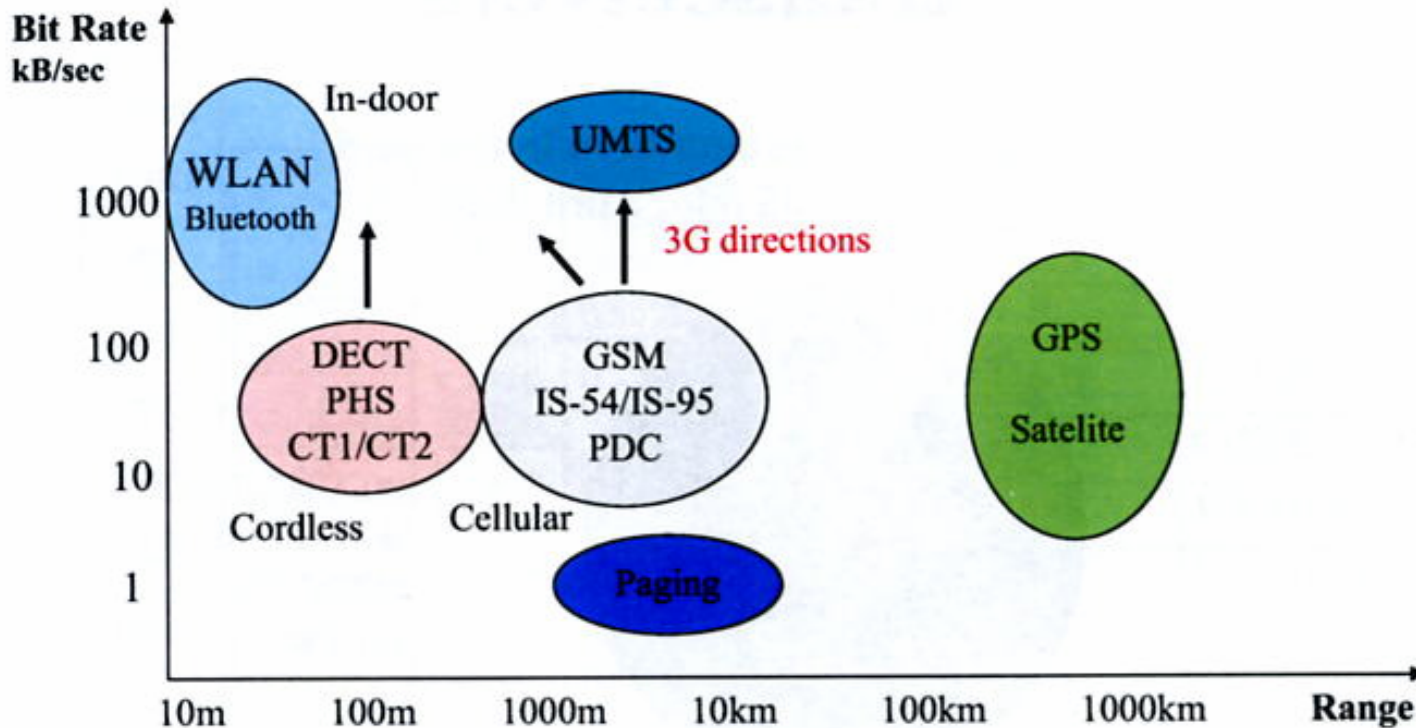 Bit Rate
kB/sec
In-door
UMTS
WLAN
Bluetooth
1000
3G directions
100
DECT
PHS
CT1/CT2
GSM
IS-54/IS-95
PDC
GPS
Satelite
10
Cordless
Cellular
1
Paging
10m 100m 1000m 10km 100km 1000km Range